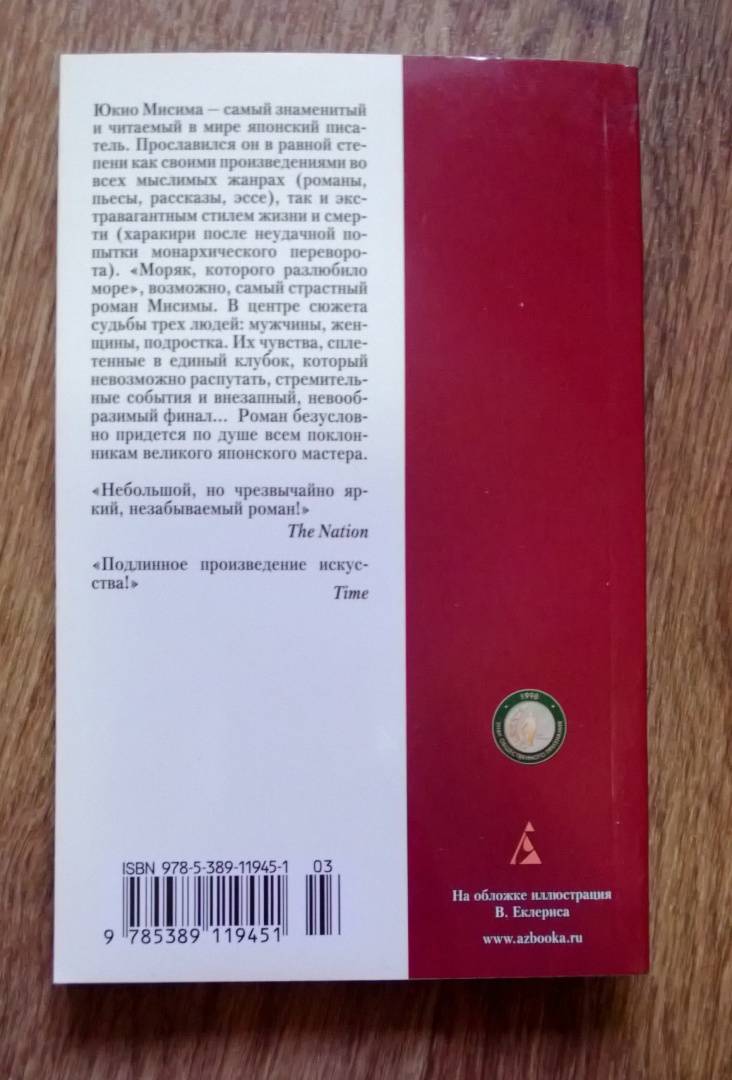 Юкио Мисима – самый знаменитый
и читаемый в мире японский писа-
тель. Прославился он в равной сте-
пени как своими произведениями во
всех мыслимых жанрах (романы,
пьесы, рассказы, эссе), так и экс-
травагантным стилем жизни и смер-
ти (харакири после неудачной по-
пытки монархического переворо-
та). «Моряк, которого разлюбило
море», возможно, самый страстный
роман Мисимы. В центре сюжета
судьбы трех людей: мужчины, жен-
щины, подростка. Их чувства, спле-
тенные в единый клубок, который
невозможно распутать, стремитель-
ные события и внезапный, невооб-
разимый финал... Роман безуслов-
но придется по душе всем поклон-
никам великого японского мастера.
«Небольшой, но чрезвычайно яр-
кий, незабываемый роман!»
The Nation
«Подлинное произведение искус-
ства!»
Time
1998
ЗНАК ОБЩЕСТВЕННОГО ПРИЗНАНИЯ
ISBN 978-5-389-11945-1 03
9 785389 119451
На обложке иллюстрация
В. Еклериса
www.azbooka.ru